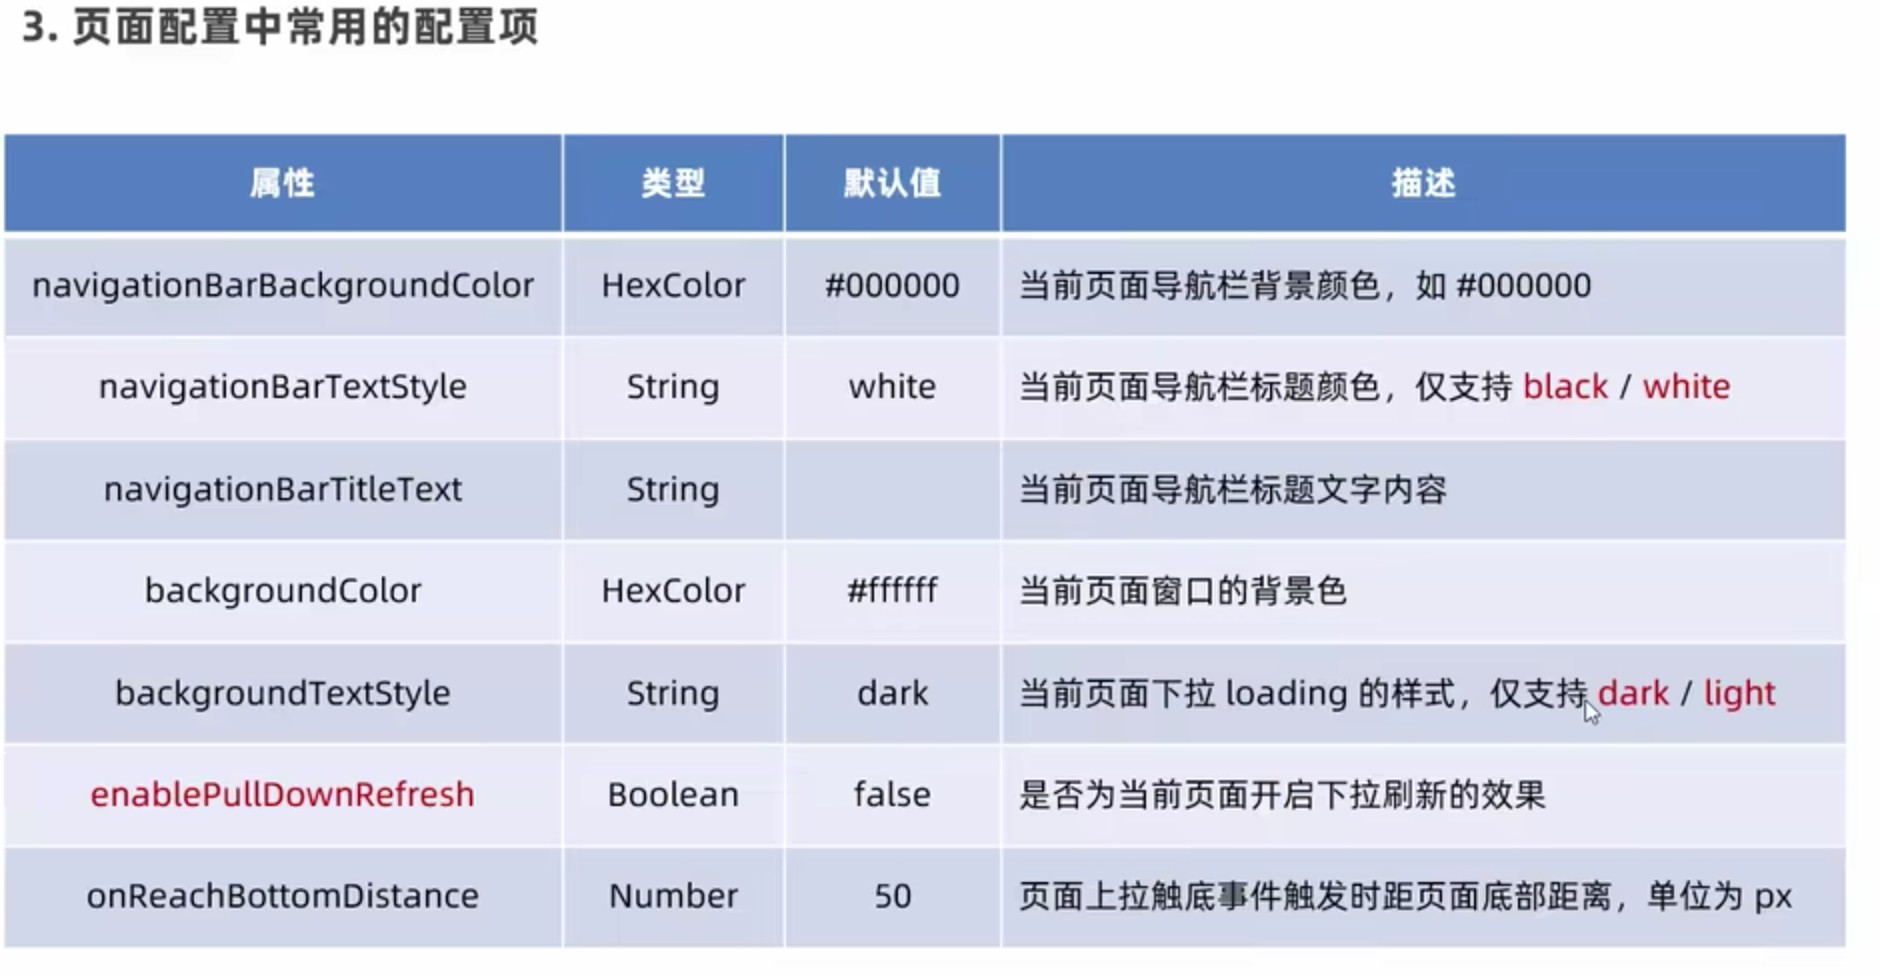 3. 页面配置中常用的配置项
属性 类型 默认值 描述
navigationBarBackgroundColor HexColor #000000 当前页面导航栏背景颜色，如 #000000
navigationBarTextStyle String white 当前页面导航栏标题颜色，仅支持 black / white
navigationBarTitleText String 当前页面导航栏标题文字内容
backgroundColor HexColor #ffffff 当前页面窗口的背景色
backgroundTextStyle String dark 当前页面下拉 loading 的样式，仅支持 dark / light
enablePullDownRefresh Boolean false 是否为当前页面开启下拉刷新的效果
onReachBottomDistance Number 50 页面上拉触底事件触发时距页面底部距离，单位为 px